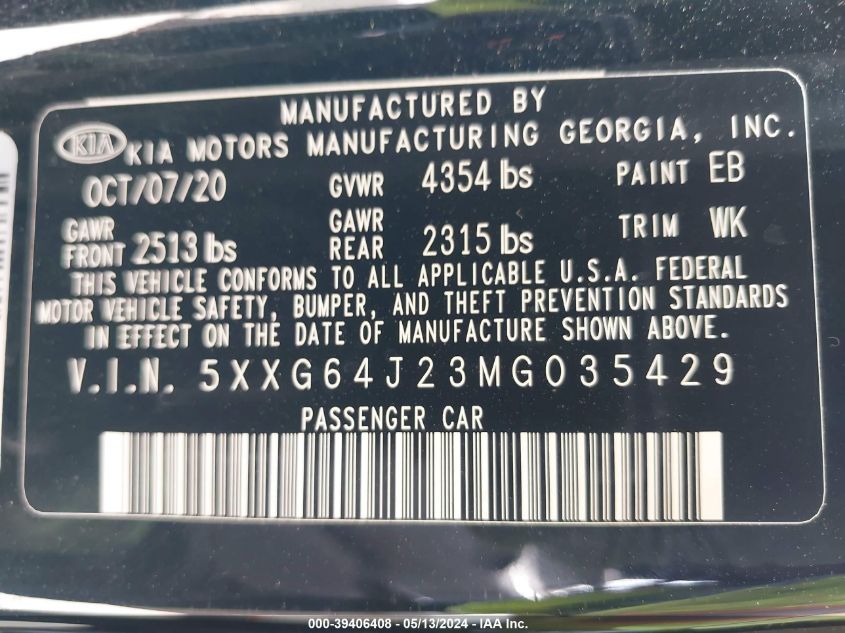 MANUFACTURED BY
KIA KIA MOTORS MANUFACTURING GEORGIA, INC.
OCT/07/20 GVWR 4354 lbs PAINT EB
GAWR FRONT 2513 lbs GAWR REAR 2315 lbs TRIM WK
THIS VEHICLE CONFORMS TO ALL APPLICABLE U.S.A. FEDERAL
MOTOR VEHICLE SAFETY, BUMPER, AND THEFT PREVENTION STANDARDS
IN EFFECT ON THE DATE OF MANUFACTURE SHOWN ABOVE.
V.I.N. 5XXG64J23MG035429
PASSENGER CAR
000-39406408 - 05/13/2024 - IAA Inc.